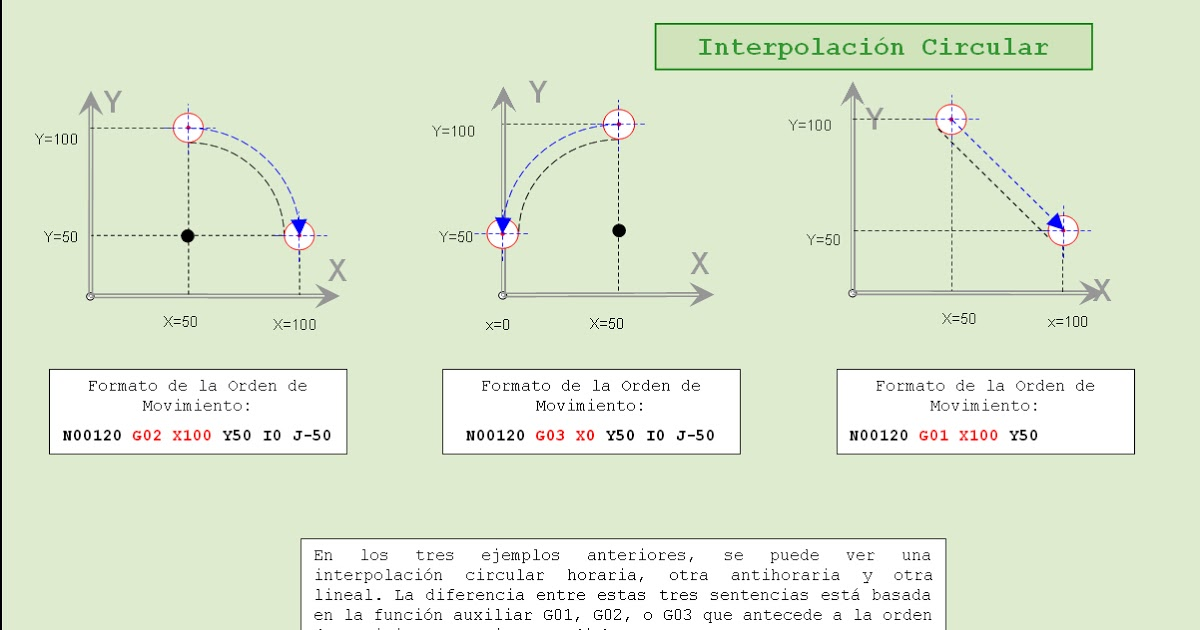 Interpolación Circular
Y
Y=100
Y=50
X
X=50
X=100
Y
Y=100
Y=50
X
x=0
X=50
Y
Y=100
Y=50
X
X=50
x=100
Formato de la Orden de
Movimiento:
N00120 G02 X100 Y50 I0 J-50
Formato de la Orden de
Movimiento:
N00120 G03 X0 Y50 I0 J-50
Formato de la Orden de
Movimiento:
N00120 G01 X100 Y50
En los tres ejemplos anteriores, se puede ver una
interpolación circular horaria, otra antihoraria y otra
lineal. La diferencia entre estas tres sentencias está basada
en la función auxiliar G01, G02, o G03 que antecede a la orden